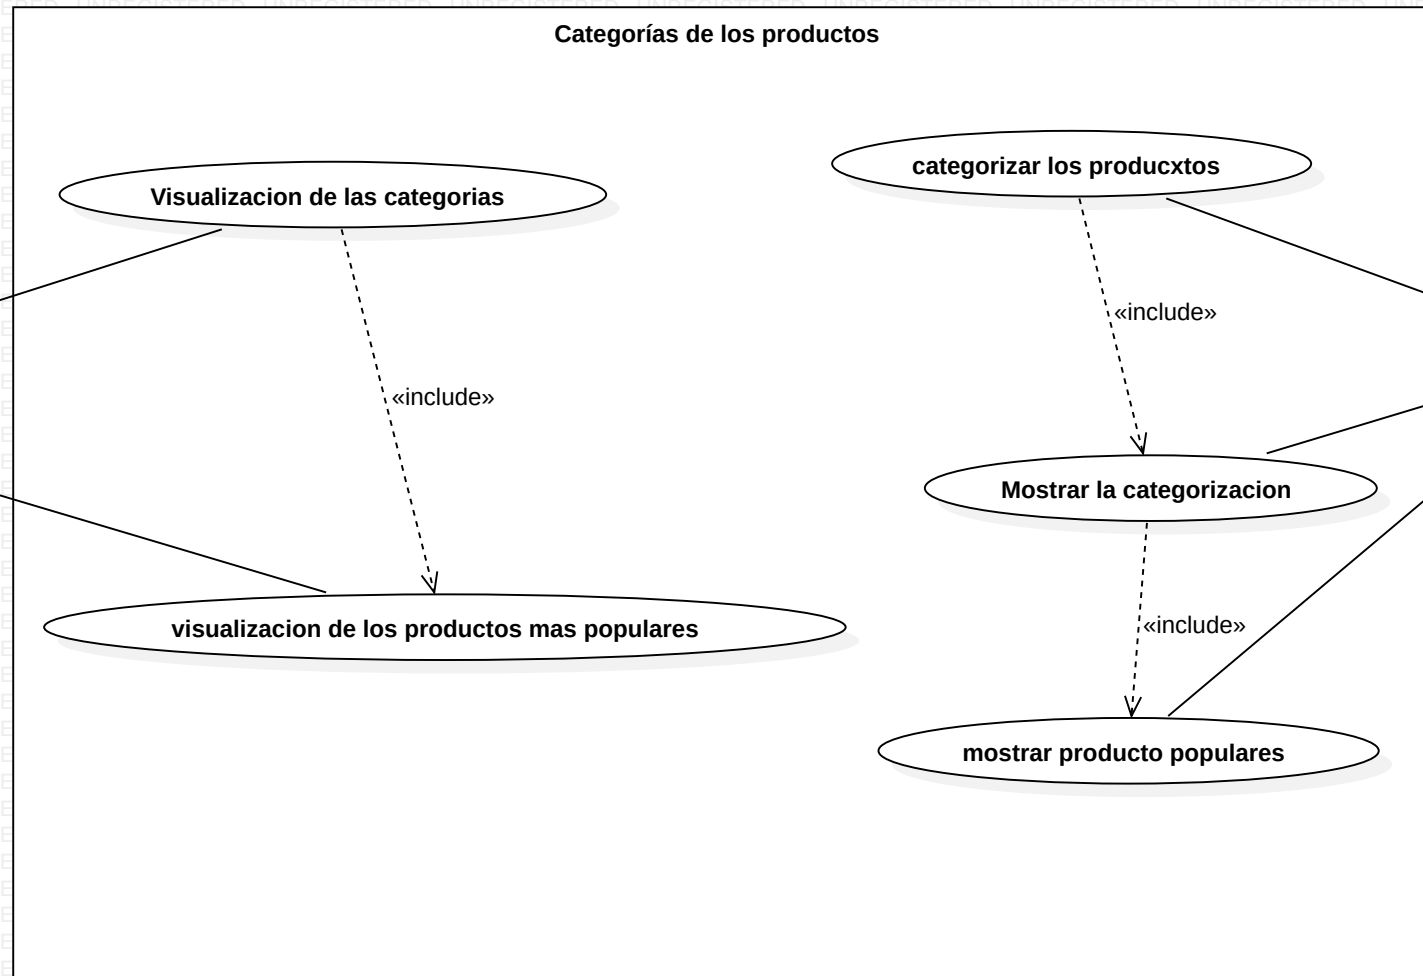 Categorías de los productos
categorizar los producxtos
Visualizacion de las categorias
«include»
«include»
Mostrar la categorizacion
«include»
visualizacion de los productos mas populares
mostrar producto populares